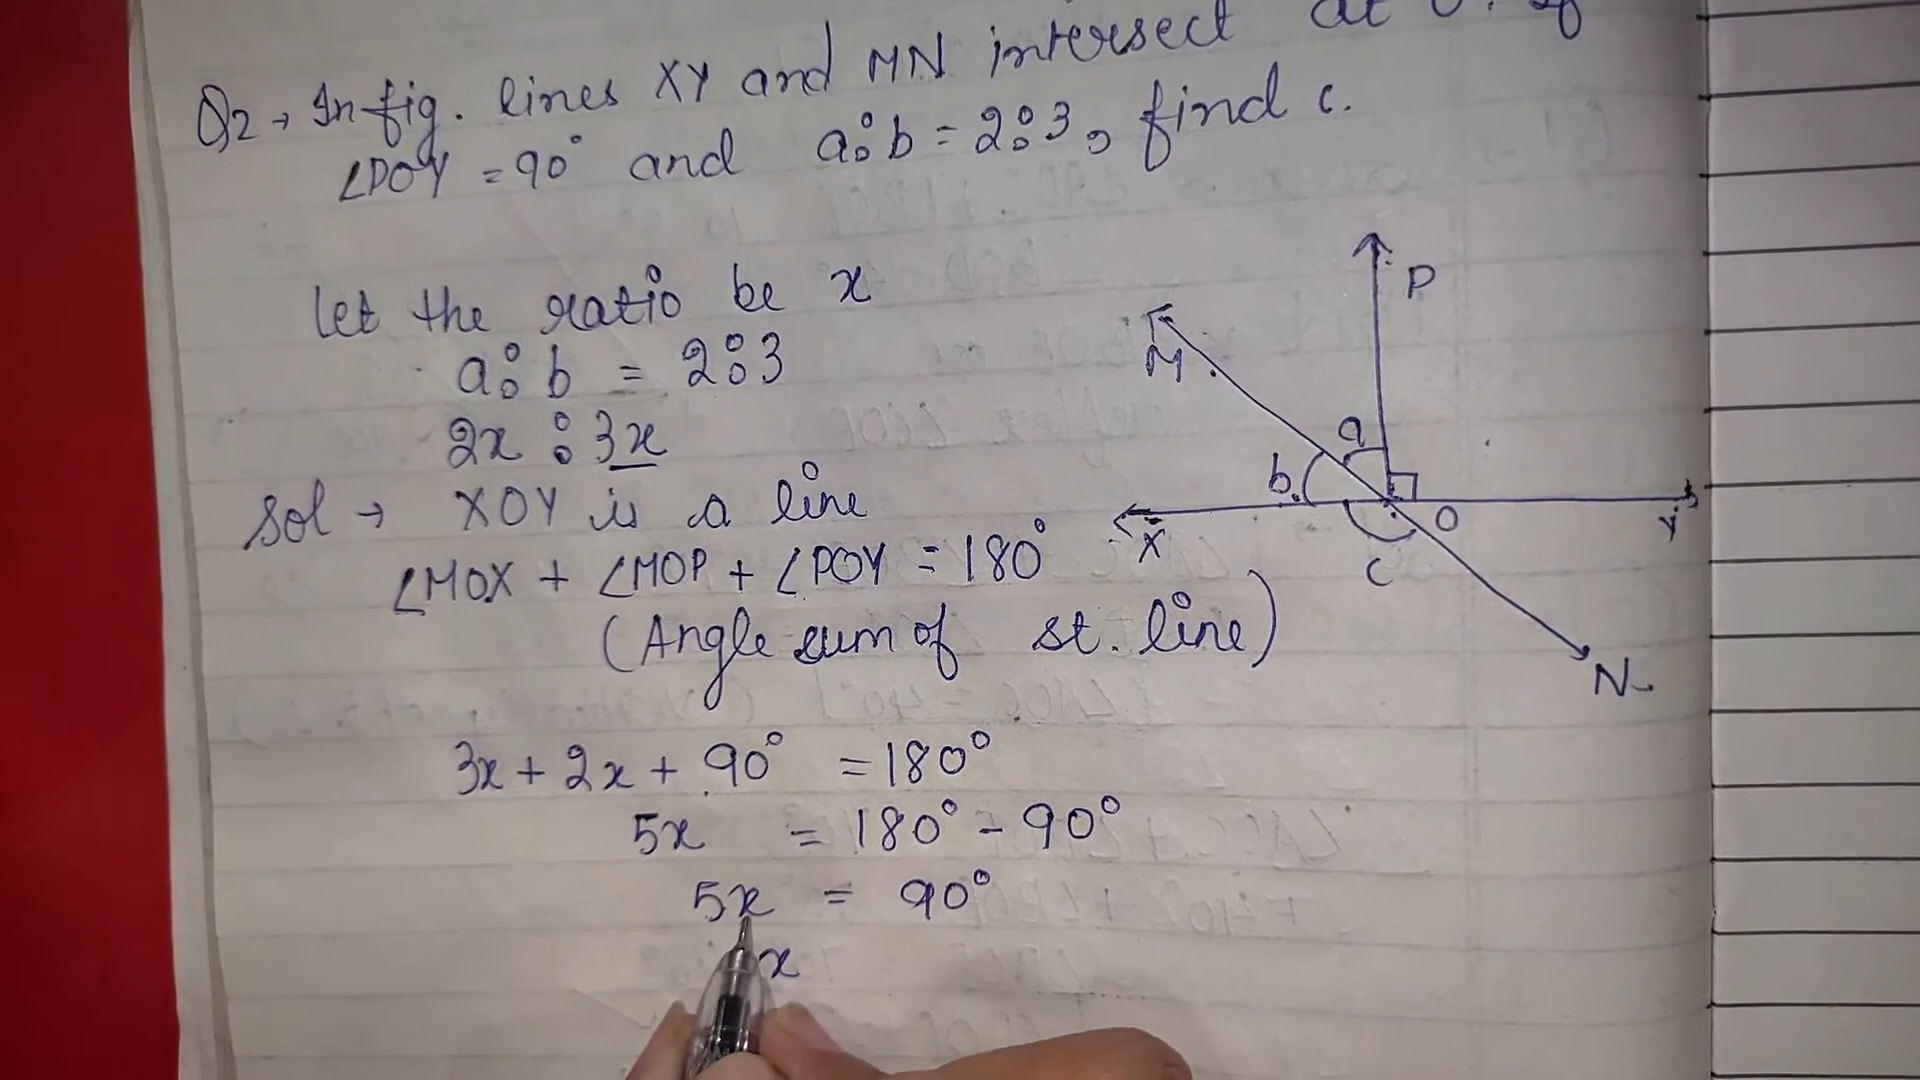 Q2 → In fig. lines XY and MN intersect at O. If
∠POY = 90° and a:b = 2:3, find c.
Let the ratio be x
a:b = 2:3
2x : 3x
Sol → XOY is a line
∠MOX + ∠MOP + ∠POY = 180°
(Angle sum of st. line)
3x + 2x + 90° = 180°
5x = 180° - 90°
5x = 90°
x
P
M
a
b
X
O
Y
c
N